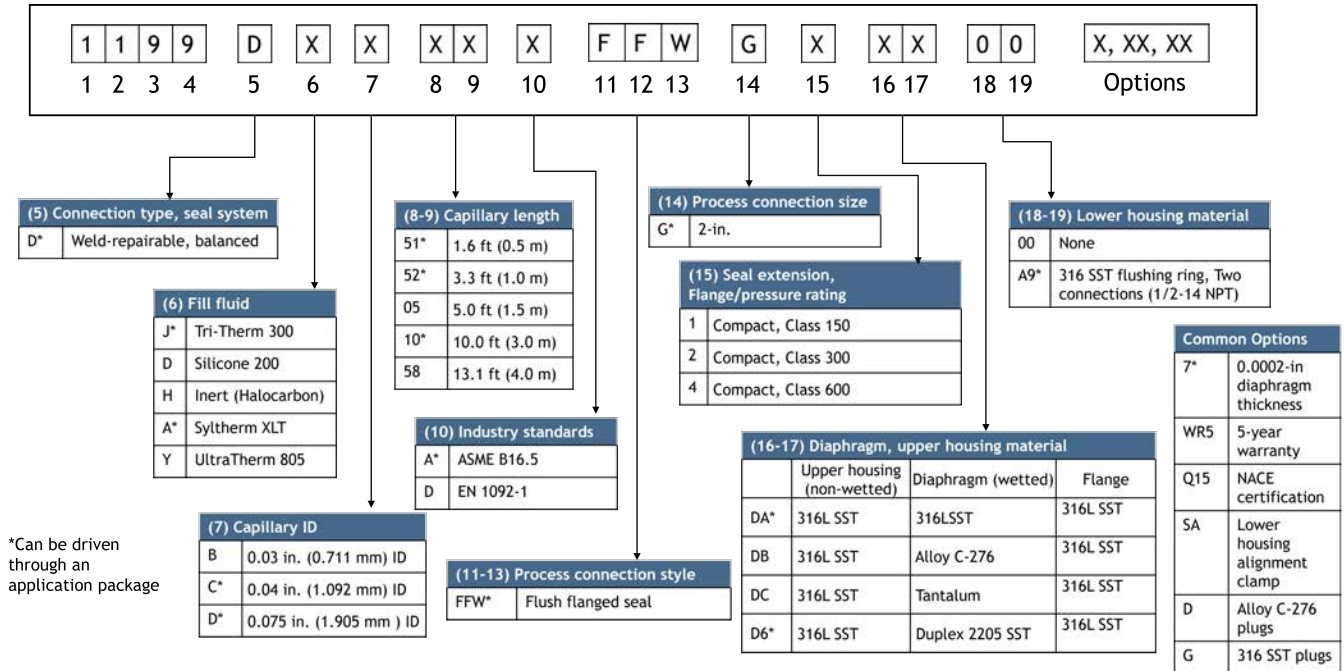 1 1 9 9 D X X X X X F F W G X X X 0 0 X, XX, XX
1 2 3 4 5 6 7 8 9 10 11 12 13 14 15 16 17 18 19 Options
(5) Connection type, seal system
D* Weld-repairable, balanced
(6) Fill fluid
J* Tri-Therm 300
D Silicone 200
H Inert (Halocarbon)
A* Syltherm XLT
Y UltraTherm 805
(7) Capillary ID
B 0.03 in. (0.711 mm) ID
C* 0.04 in. (1.092 mm) ID
D* 0.075 in. (1.905 mm ) ID
(8-9) Capillary length
51* 1.6 ft (0.5 m)
52* 3.3 ft (1.0 m)
05 5.0 ft (1.5 m)
10* 10.0 ft (3.0 m)
58 13.1 ft (4.0 m)
(10) Industry standards
A* ASME B16.5
D EN 1092-1
(11-13) Process connection style
FFW* Flush flanged seal
(14) Process connection size
G* 2-in.
(15) Seal extension,
Flange/pressure rating
1 Compact, Class 150
2 Compact, Class 300
4 Compact, Class 600
(16-17) Diaphragm, upper housing material
Upper housing Diaphragm (wetted) Flange
(non-wetted)
DA* 316L SST 316LSST 316L SST
DB 316L SST Alloy C-276 316L SST
DC 316L SST Tantalum 316L SST
D6* 316L SST Duplex 2205 SST 316L SST
(18-19) Lower housing material
00 None
A9* 316 SST flushing ring, Two
connections (1/2-14 NPT)
Common Options
7* 0.0002-in
diaphragm
thickness
WR5 5-year
warranty
Q15 NACE
certification
SA Lower
housing
alignment
clamp
D Alloy C-276
plugs
G 316 SST plugs
*Can be driven
through an
application package